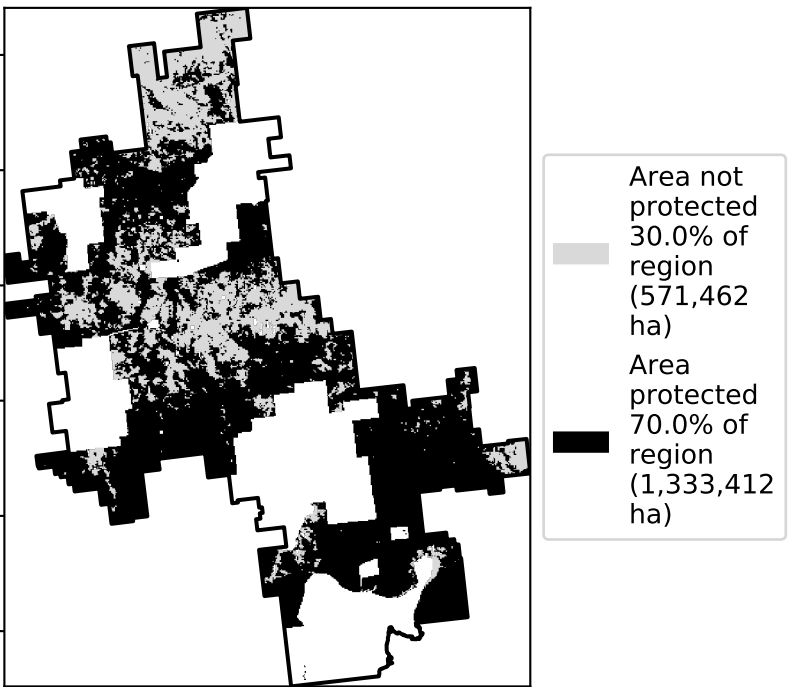 Area not
protected
30.0% of
region
(571,462
ha)
Area
protected
70.0% of
region
(1,333,412
ha)